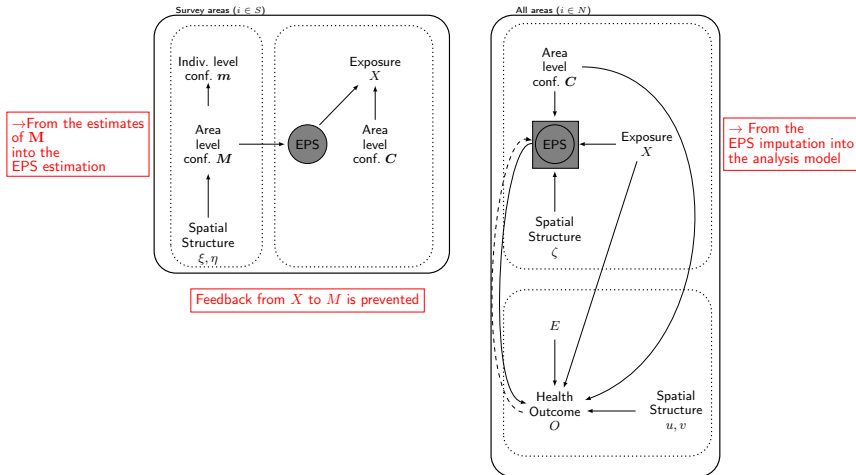 Survey areas (i ∈ S)
Indiv. level
conf. m
Area
level
conf. M
Spatial
Structure
ξ, η
EPS
Exposure
X
Area
level
conf. C
→From the estimates
of M
into the
EPS estimation
Feedback from X to M is prevented
All areas (i ∈ N)
Area
level
conf. C
EPS
Exposure
X
Spatial
Structure
ζ
E
Health
Outcome
O
Spatial
Structure
u, v
→ From the
EPS imputation into
the analysis model